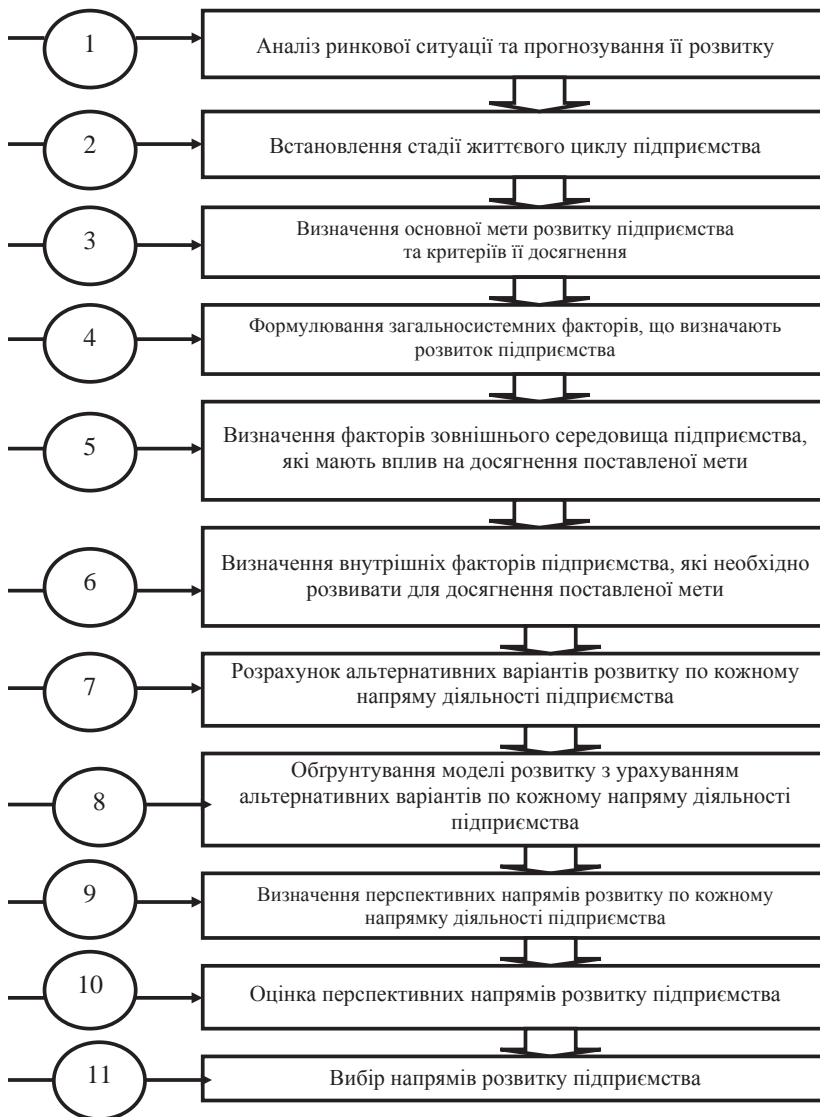 1
Аналіз ринкової ситуації та прогнозування її розвитку
2
Встановлення стадії життєвого циклу підприємства
3
Визначення основної мети розвитку підприємства
та критеріїв її досягнення
4
Формулювання загальносистемних факторів, що визначають
розвиток підприємства
5
Визначення факторів зовнішнього середовища підприємства,
які мають вплив на досягнення поставленої мети
6
Визначення внутрішніх факторів підприємства, які необхідно
розвивати для досягнення поставленої мети
7
Розрахунок альтернативних варіантів розвитку по кожному
напряму діяльності підприємства
8
Обґрунтування моделі розвитку з урахуванням
альтернативних варіантів по кожному напряму діяльності
підприємства
9
Визначення перспективних напрямів розвитку по кожному
напрямку діяльності підприємства
10
Оцінка перспективних напрямів розвитку підприємства
11
Вибір напрямів розвитку підприємства